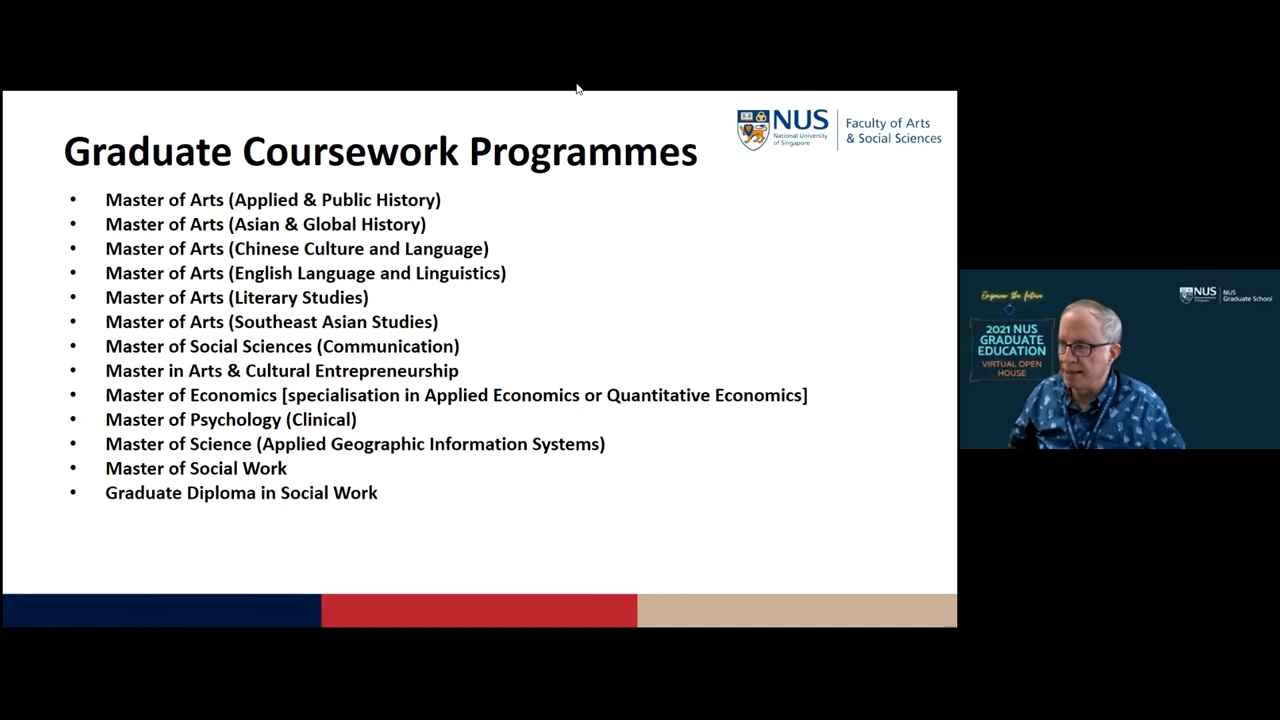 Graduate Coursework Programmes
NUS
National University
of Singapore
Faculty of Arts
& Social Sciences
• Master of Arts (Applied & Public History)
• Master of Arts (Asian & Global History)
• Master of Arts (Chinese Culture and Language)
• Master of Arts (English Language and Linguistics)
• Master of Arts (Literary Studies)
• Master of Arts (Southeast Asian Studies)
• Master of Social Sciences (Communication)
• Master in Arts & Cultural Entrepreneurship
• Master of Economics [specialisation in Applied Economics or Quantitative Economics]
• Master of Psychology (Clinical)
• Master of Science (Applied Geographic Information Systems)
• Master of Social Work
• Graduate Diploma in Social Work
Empower the future
2021 NUS
GRADUATE
EDUCATION
VIRTUAL OPEN
HOUSE
NUS
NUS
Graduate School